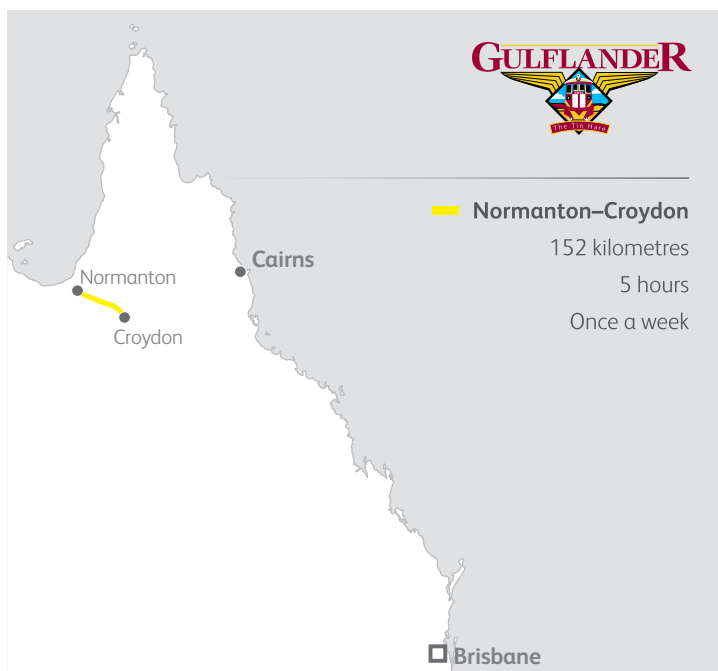 GULFLANDER
The Tin Hare
Normanton–Croydon
152 kilometres
5 hours
Once a week
Cairns
Normanton
Croydon
Brisbane